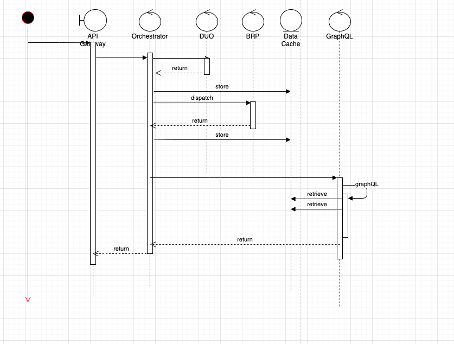 API
Gateway
Orchestrator
DUO
BRP
Data
Cache
GraphQL
return
store
dispatch
return
store
graphQL
retrieve
retrieve
return
return